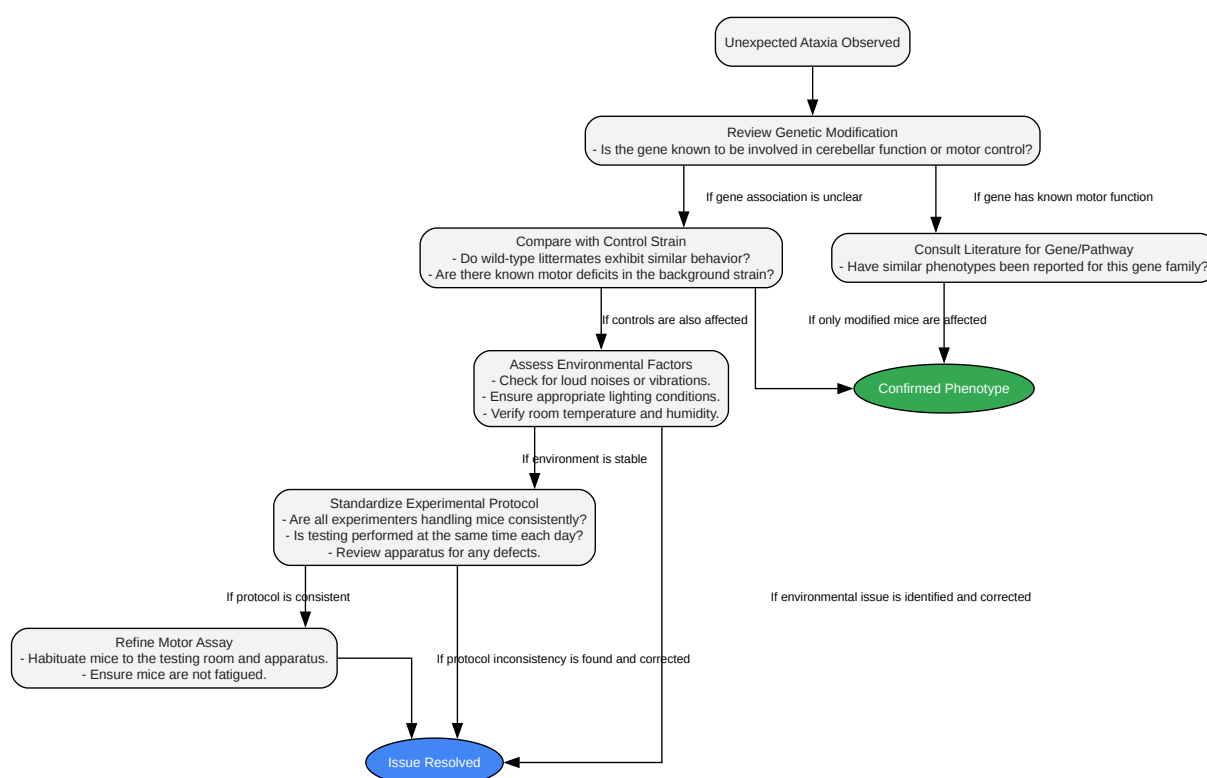 Unexpected Ataxia Observed
Review Genetic Modification
- Is the gene known to be involved in cerebellar function or motor control?
If gene association is unclear
If gene has known motor function
Compare with Control Strain
- Do wild-type littermates exhibit similar behavior?
- Are there known motor deficits in the background strain?
Consult Literature for Gene/Pathway
- Have similar phenotypes been reported for this gene family?
If controls are also affected
If only modified mice are affected
Assess Environmental Factors
- Check for loud noises or vibrations.
- Ensure appropriate lighting conditions.
- Verify room temperature and humidity.
Confirmed Phenotype
If environment is stable
Standardize Experimental Protocol
- Are all experimenters handling mice consistently?
- Is testing performed at the same time each day?
- Review apparatus for any defects.
If protocol is consistent
If environmental issue is identified and corrected
Refine Motor Assay
- Habituate mice to the testing room and apparatus.
- Ensure mice are not fatigued.
If protocol inconsistency is found and corrected
Issue Resolved